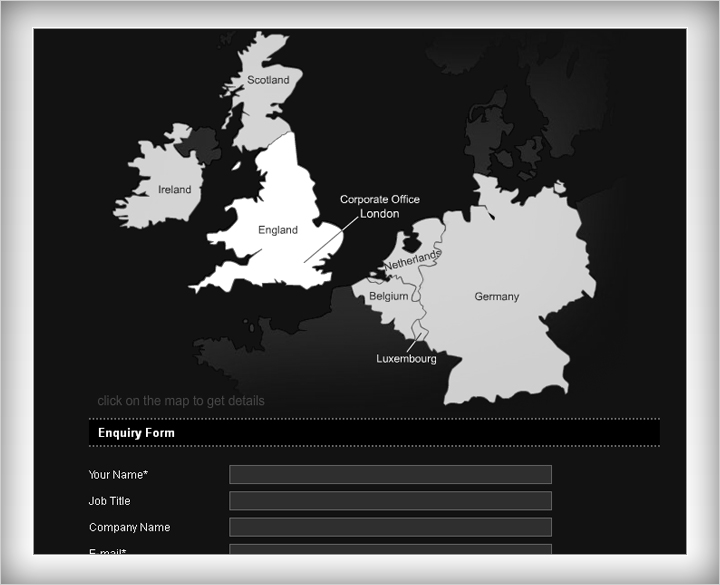 Scotland
Ireland
England
Corporate Office
London
Netherlands
Belgium
Germany
Luxembourg
click on the map to get details
Enquiry Form
Your Name*
Job Title
Company Name
E-mail*